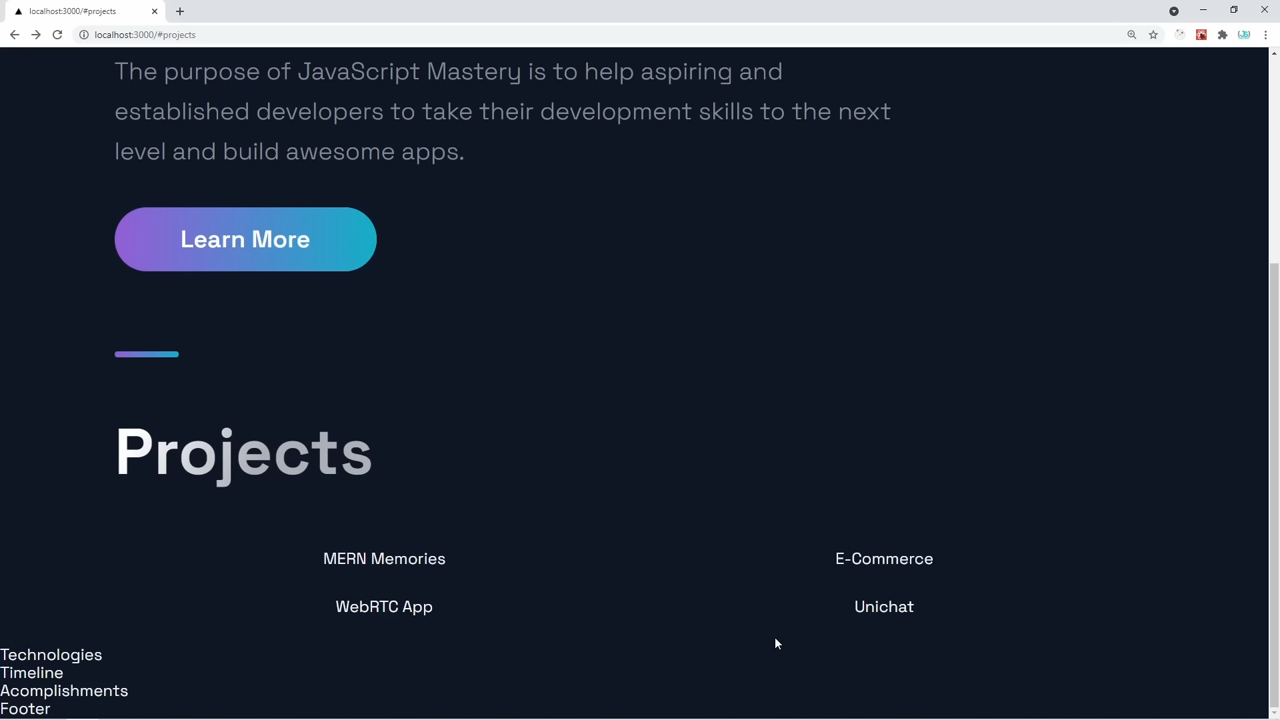 localhost:3000/#projects
localhost:3000/#projects
The purpose of JavaScript Mastery is to help aspiring and
established developers to take their development skills to the next
level and build awesome apps.
Learn More
Projects
MERN Memories
E-Commerce
WebRTC App
Unichat
Technologies
Timeline
Acomplishments
Footer